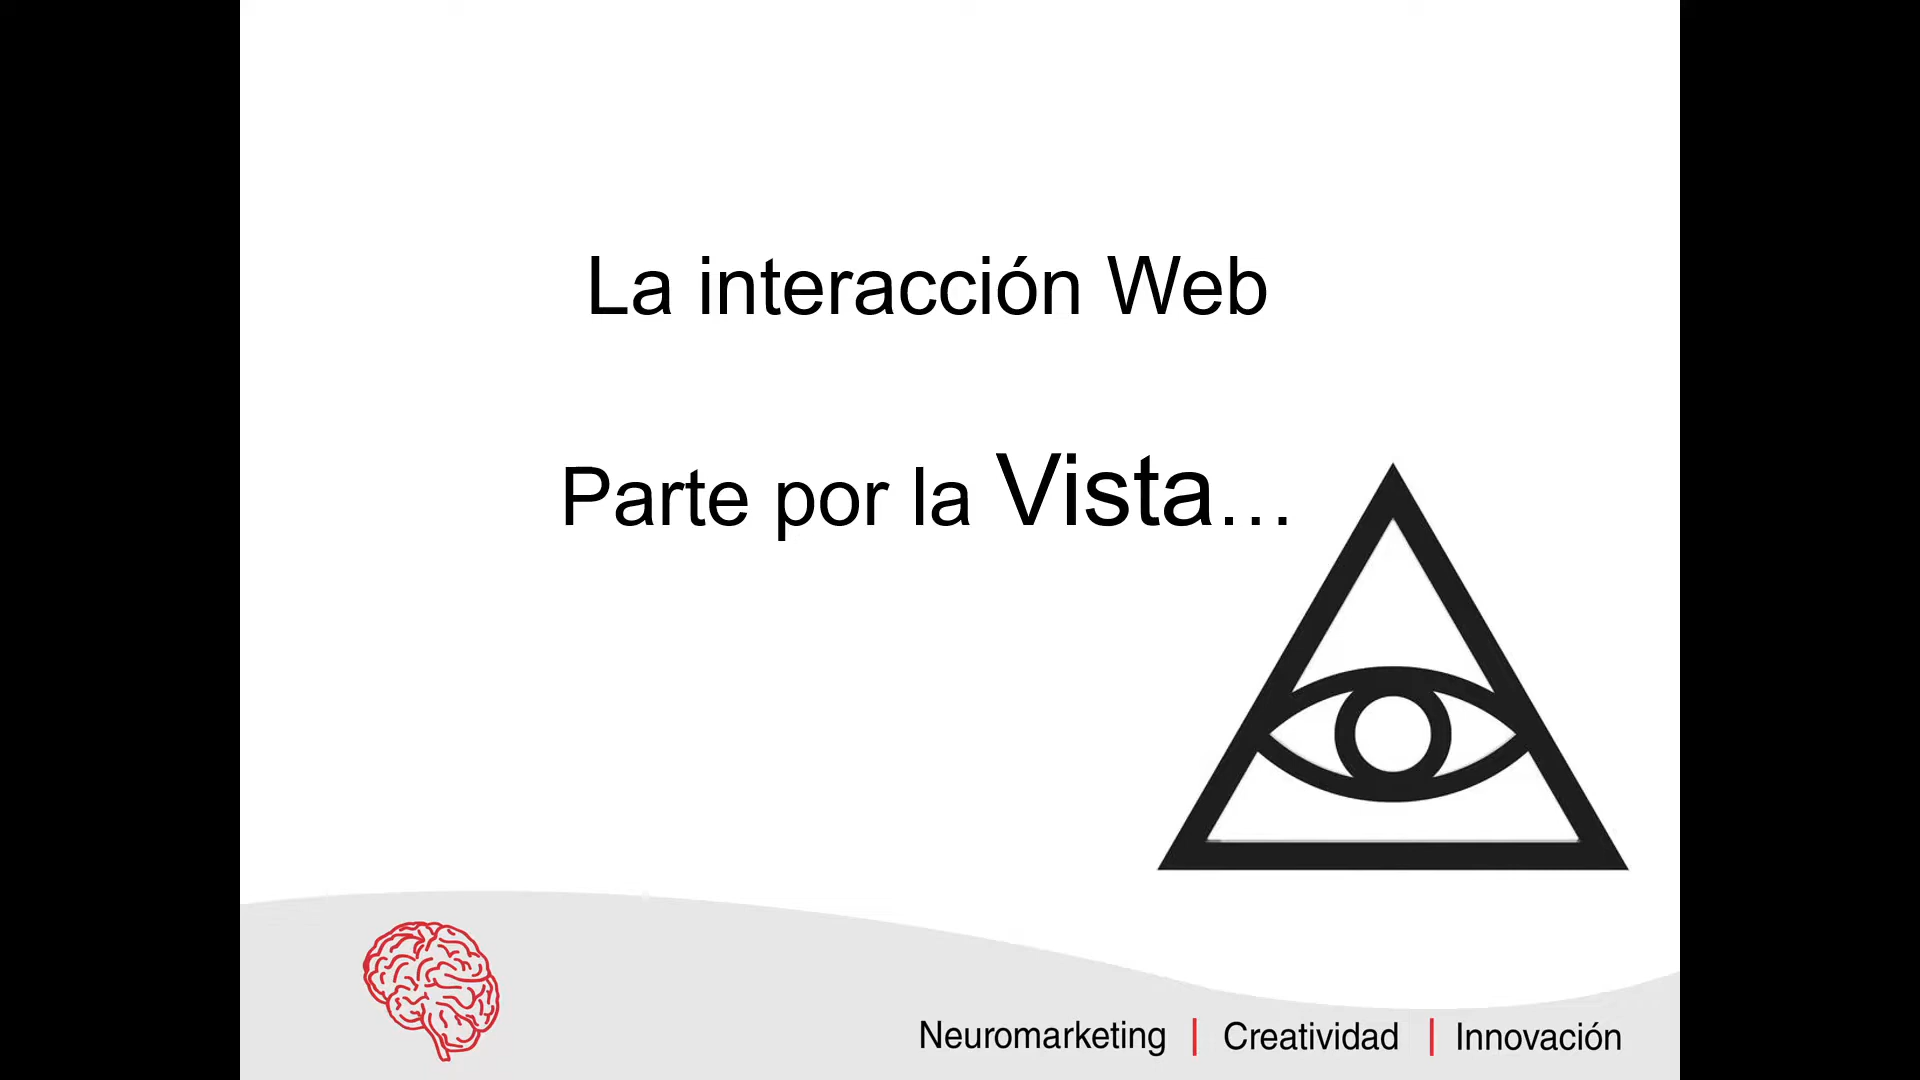 La interacción Web
Parte por la Vista...
Neuromarketing | Creatividad | Innovación